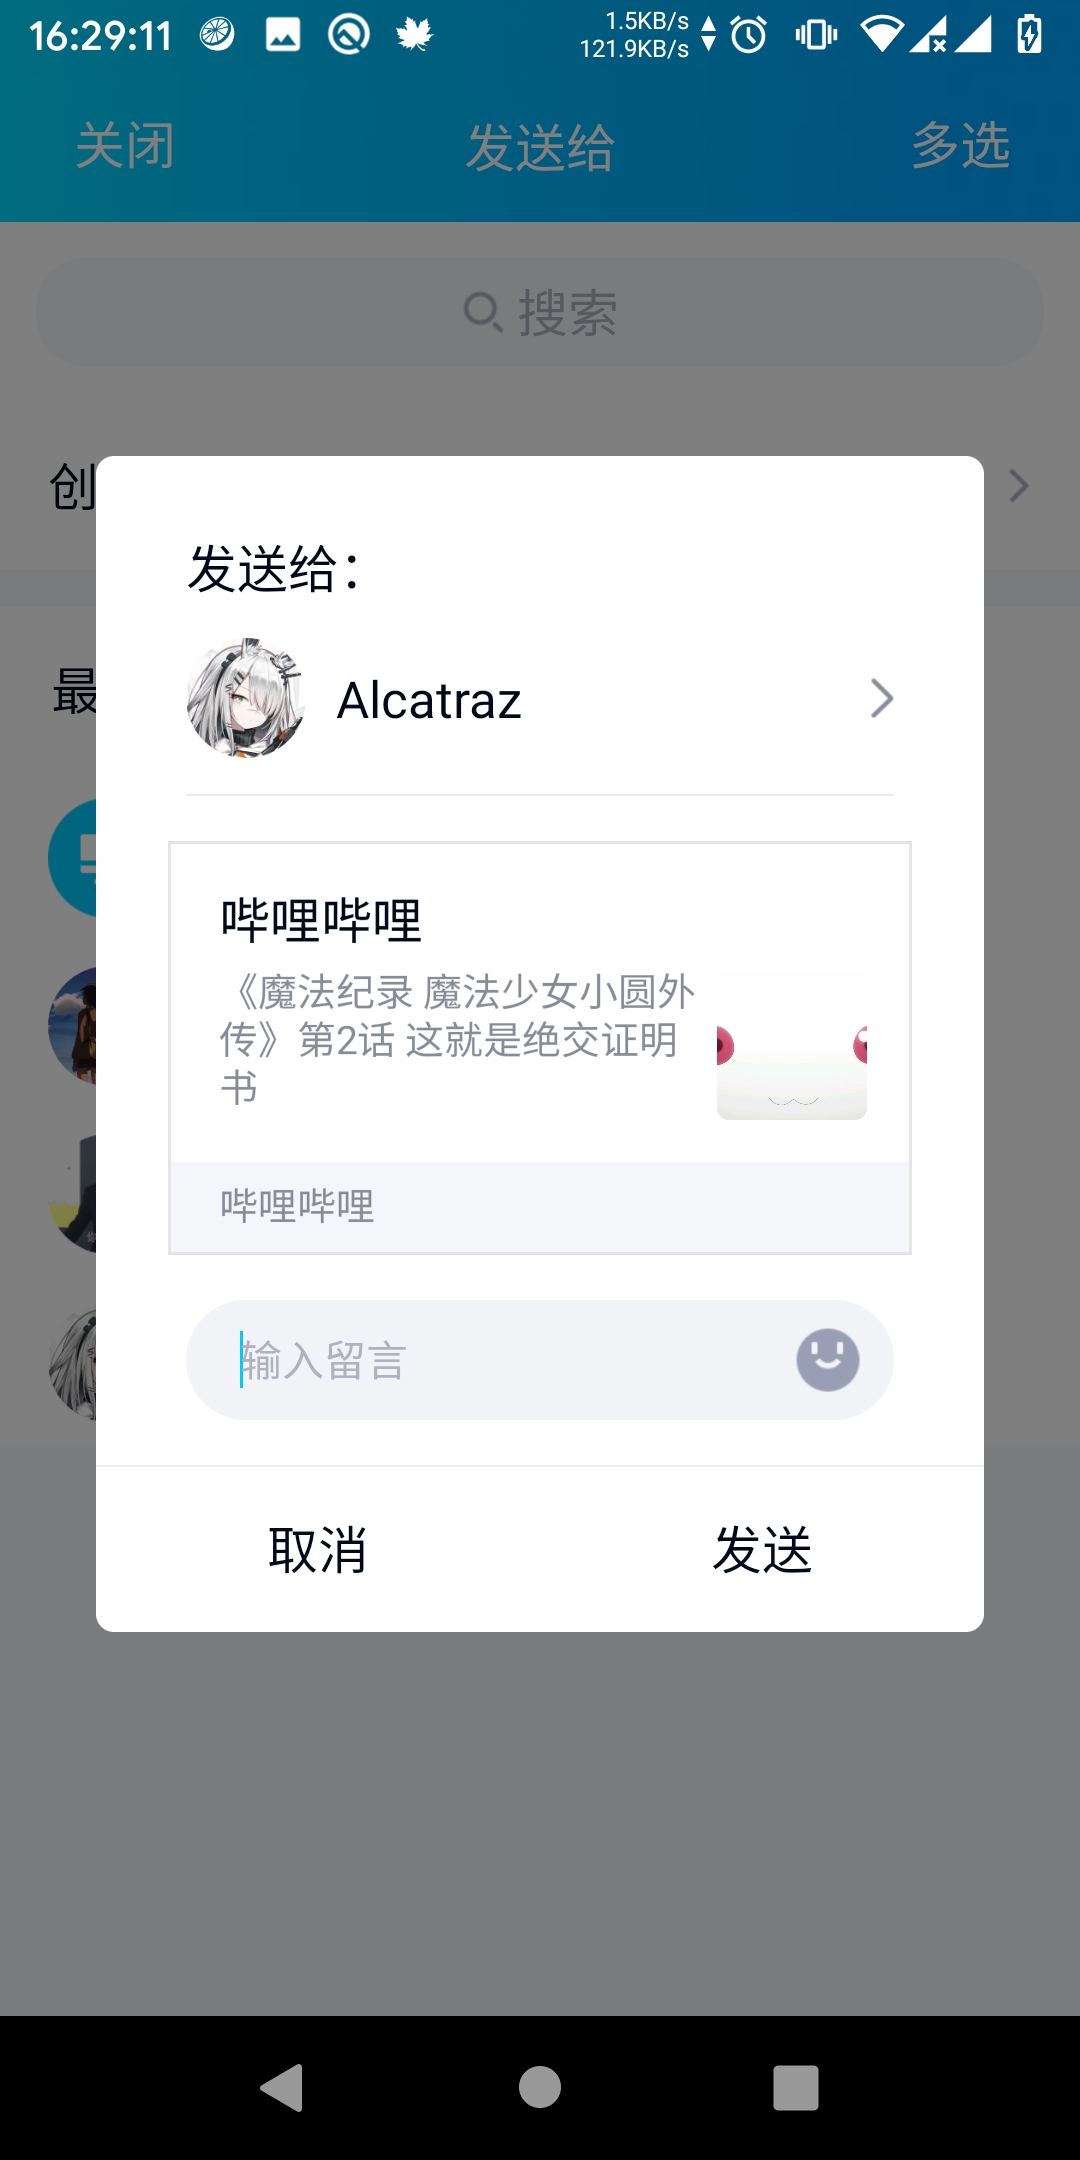 16:29:11
1.5KB/s
121.9KB/s
关闭 发送给 多选
搜索
创
发送给：
最
Alcatraz
哔哩哔哩
《魔法纪录 魔法少女小圆外
传》第2话 这就是绝交证明
书
哔哩哔哩
输入留言
取消 发送